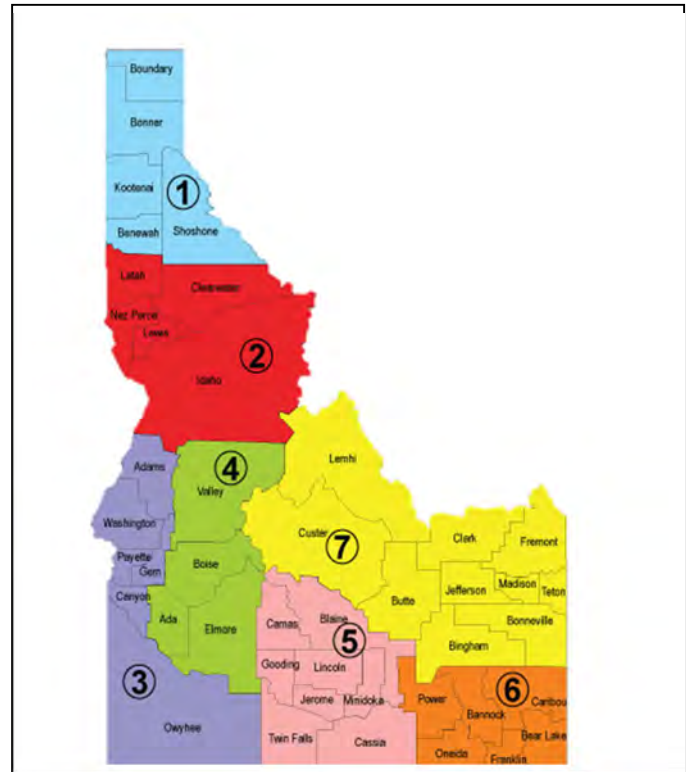 Boundary
Bonner
Kootenai
1
Benewah
Shoshone
Latah
Clearwater
Nez Perce
Lewis
2
Idaho
Adams
4
Lemhi
Valley
Washington
Custer
7
Clark
Fremont
Payette
Gem
Boise
Butte
Jefferson
Madison
Teton
Canyon
Ada
Elmore
Camas
Blaine
5
Bonneville
Bingham
Gooding
Lincoln
3
Jerome
Minidoka
Power
6
Caribou
Bannock
Owyhee
Twin Falls
Cassia
Bear Lake
Oneida
Franklin